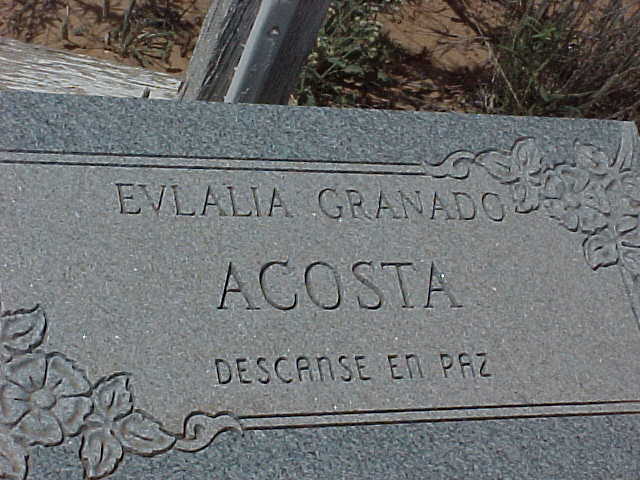 EVLALIA GRANADO
ACOSTA
DESCANSE EN PAZ